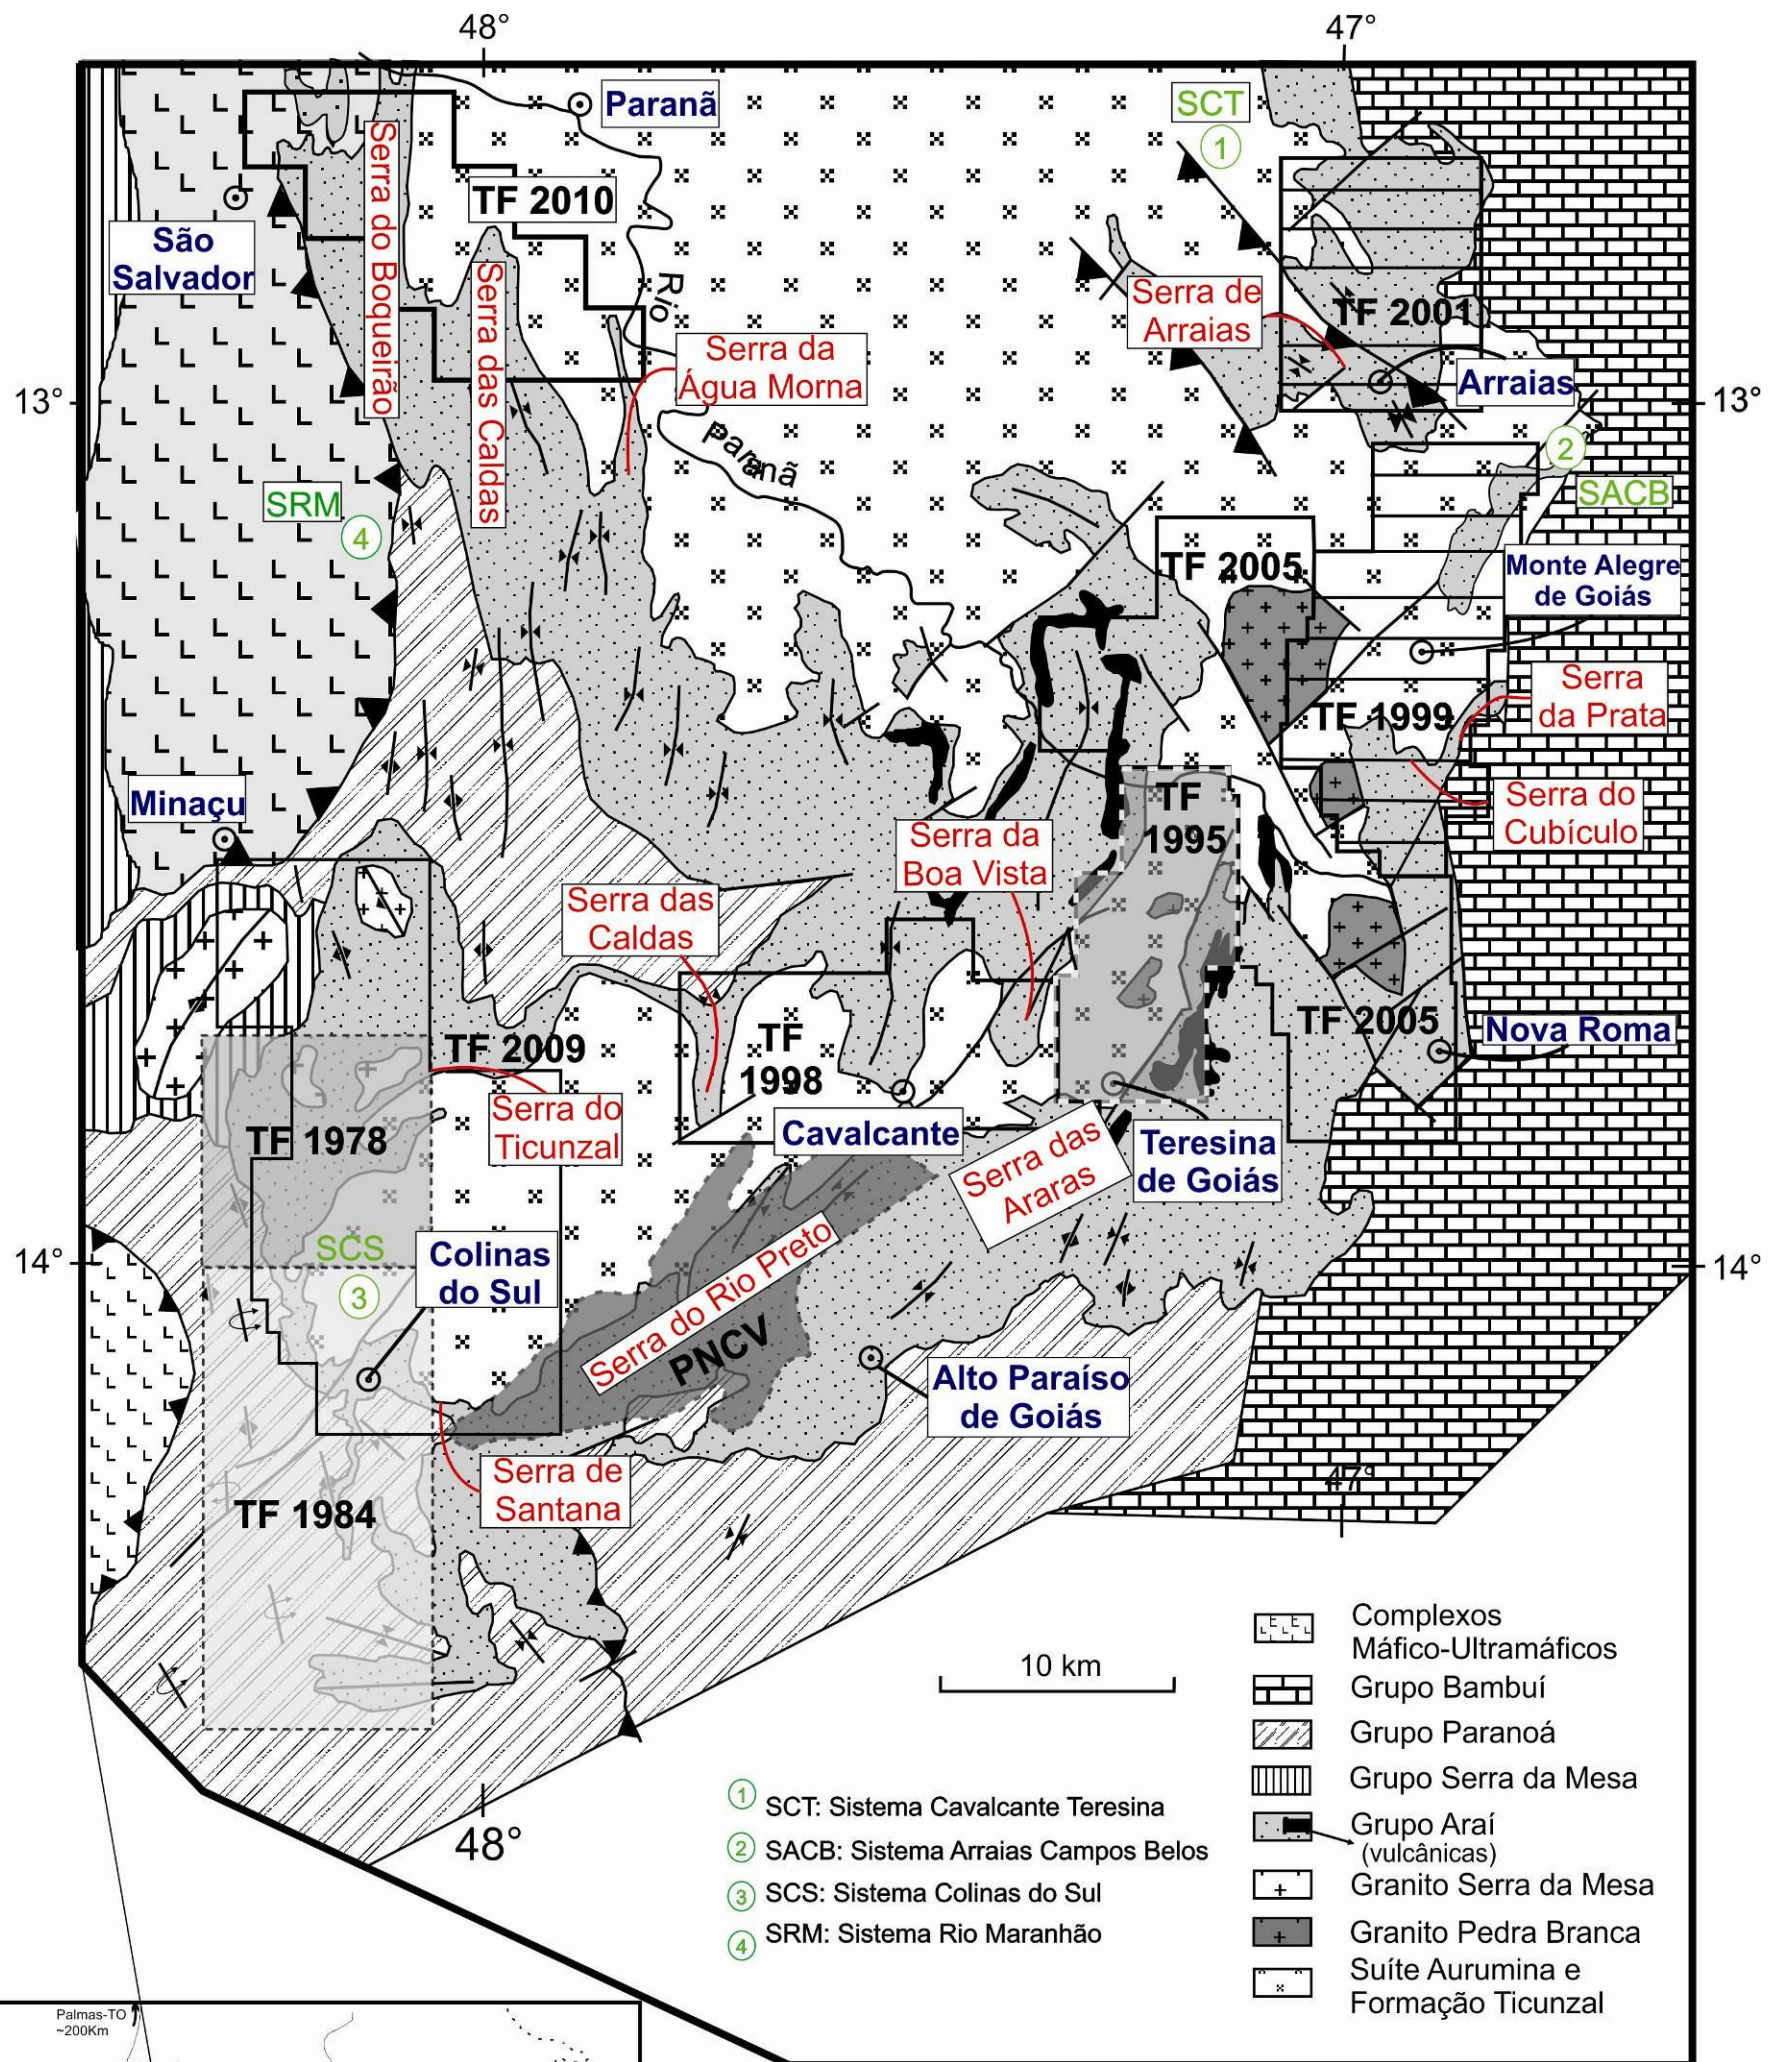 48°
47°
Paranã
SCT
1
Serra do Boqueirão
TF 2010
São
Salvador
Serra das Caldas
Rio
Serra de
Arraias
TF 2001
Serra da
Água Morna
Arraias
13°
13°
Paranã
2
SACB
SRM
4
TF 2005
Monte Alegre
de Goiás
Serra
da Prata
TF 1999
Minaçu
TF
1995
Serra do
Cubículo
Serra da
Boa Vista
Serra das
Caldas
TF 2005
Nova Roma
TF 2009
TF
1998
Serra do
Ticunzal
Cavalcante
TF 1978
Serra das
Araras
Teresina
de Goiás
SCS
3
Colinas
do Sul
14°
14°
Serra do Rio Preto
PNCV
Alto Paraíso
de Goiás
Serra de
Santana
47°
TF 1984
10 km
Complexos
Máfico-Ultramáficos
Grupo Bambuí
Grupo Paranoá
Grupo Serra da Mesa
Grupo Araí
(vulcânicas)
Granito Serra da Mesa
Granito Pedra Branca
Suíte Aurumina e
Formação Ticunzal
48°
1 SCT: Sistema Cavalcante Teresina
2 SACB: Sistema Arraias Campos Belos
3 SCS: Sistema Colinas do Sul
4 SRM: Sistema Rio Maranhão
Palmas-TO
~200Km